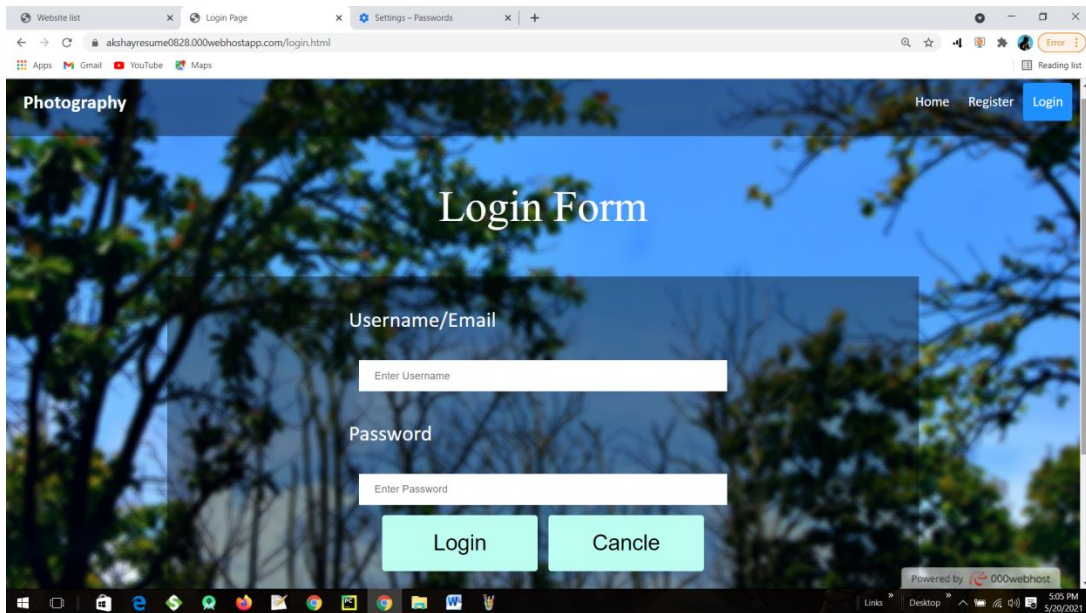 Website list
Login Page
Settings – Passwords
akshayresume0828.000webhostapp.com/login.html
Error
Apps Gmail YouTube Maps
Reading list
Photography
Home Register Login
Login Form
Username/Email
Enter Username
Password
Enter Password
Login Cancle
Powered by 000webhost
Links » Desktop »
5:05 PM
5/20/2021